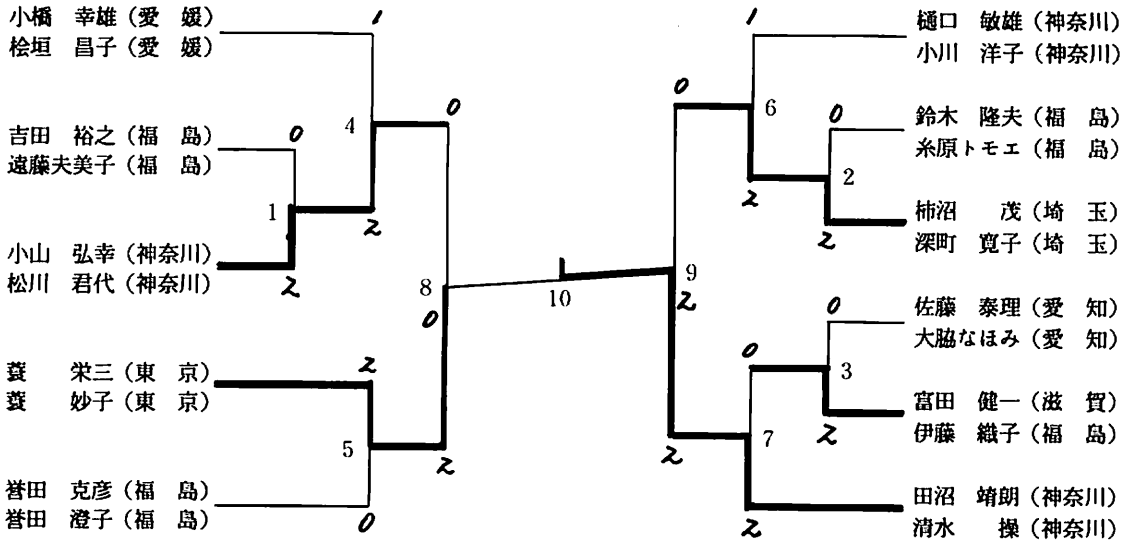 小橋 幸雄（愛 媛）
桧垣 昌子（愛 媛）
吉田 裕之（福 島）
遠藤夫美子（福 島）
小山 弘幸（神奈川）
松川 君代（神奈川）
蓑 栄三（東 京）
蓑 妙子（東 京）
誉田 克彦（福 島）
誉田 澄子（福 島）
1
0
4
0
1
2
2
8
0
2
5
2
0
10
1
0
6
0
2
2
2
9
2
0
0
3
2
7
2
2
樋口 敏雄（神奈川）
小川 洋子（神奈川）
鈴木 隆夫（福 島）
糸原トモエ（福 島）
柿沼 茂（埼 玉）
深町 寛子（埼 玉）
佐藤 泰理（愛 知）
大脇なほみ（愛 知）
富田 健一（滋 賀）
伊藤 織子（福 島）
田沼 靖朗（神奈川）
清水 操（神奈川）